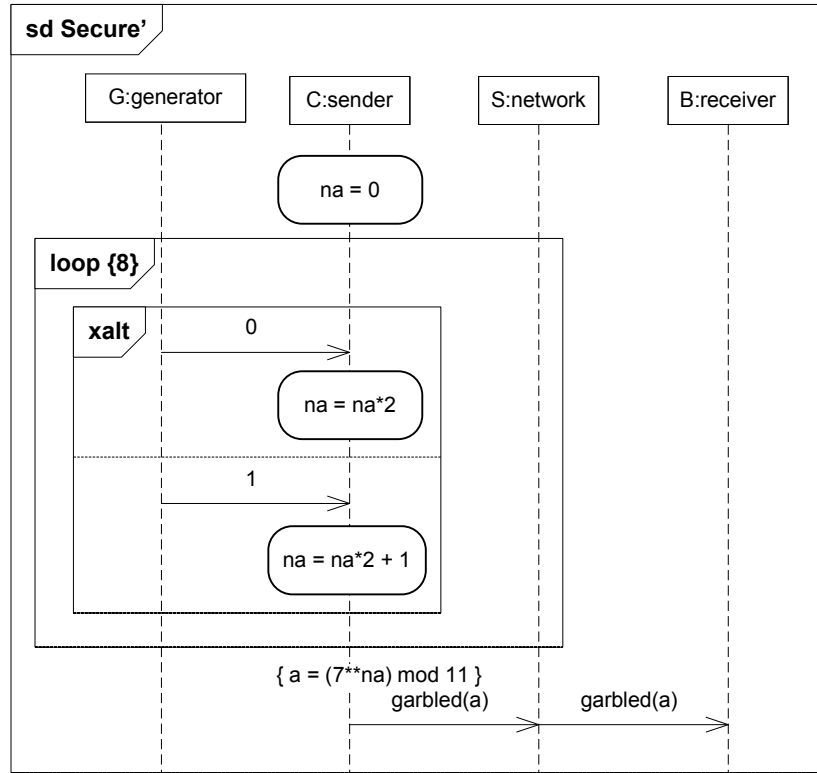 sd Secure’
G:generator
C:sender
S:network
B:receiver
na = 0
loop {8}
xalt
0
na = na*2
1
na = na*2 + 1
{ a = (7**na) mod 11 }
garbled(a)
garbled(a)